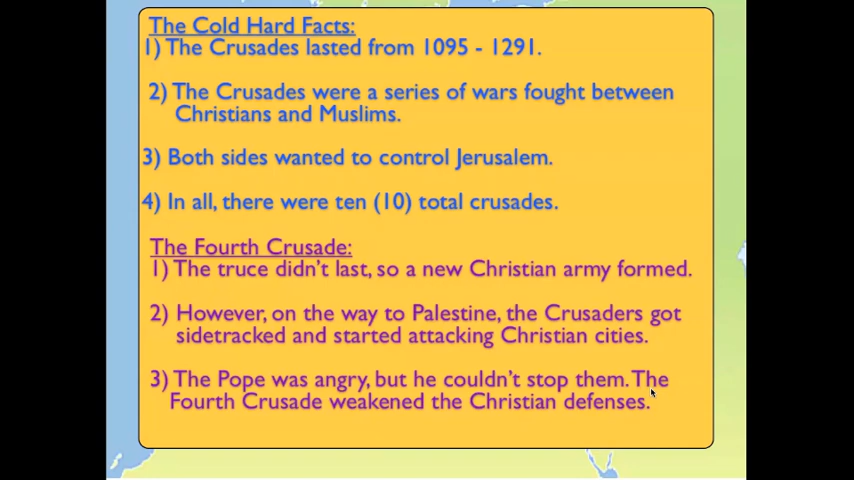 The Cold Hard Facts:
1) The Crusades lasted from 1095 - 1291.
2) The Crusades were a series of wars fought between
Christians and Muslims.
3) Both sides wanted to control Jerusalem.
4) In all, there were ten (10) total crusades.
The Fourth Crusade:
1) The truce didn't last, so a new Christian army formed.
2) However, on the way to Palestine, the Crusaders got
sidetracked and started attacking Christian cities.
3) The Pope was angry, but he couldn't stop them. The
Fourth Crusade weakened the Christian defenses.